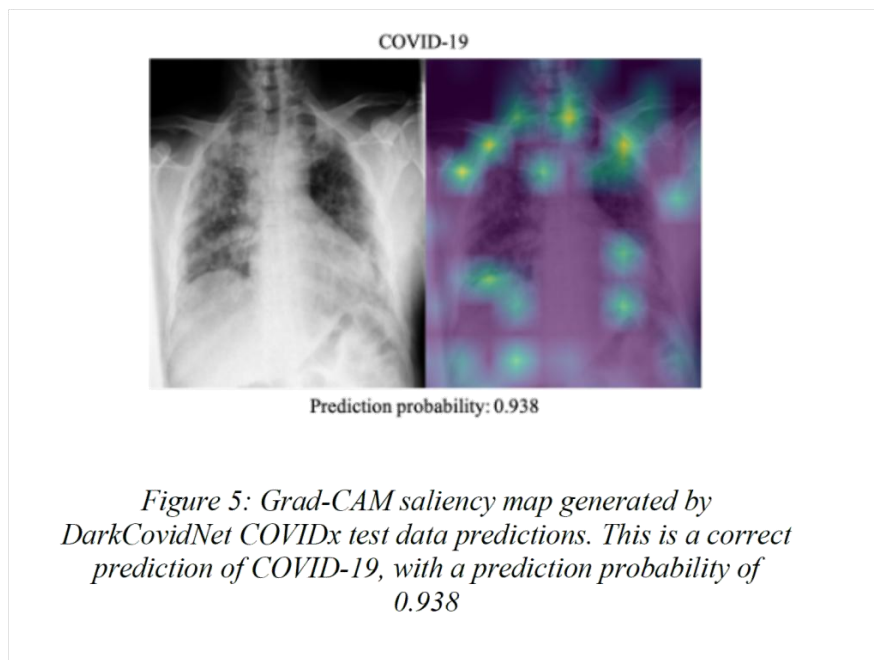 COVID-19
Prediction probability: 0.938
Figure 5: Grad-CAM saliency map generated by
DarkCovidNet COVIDx test data predictions. This is a correct
prediction of COVID-19, with a prediction probability of
0.938